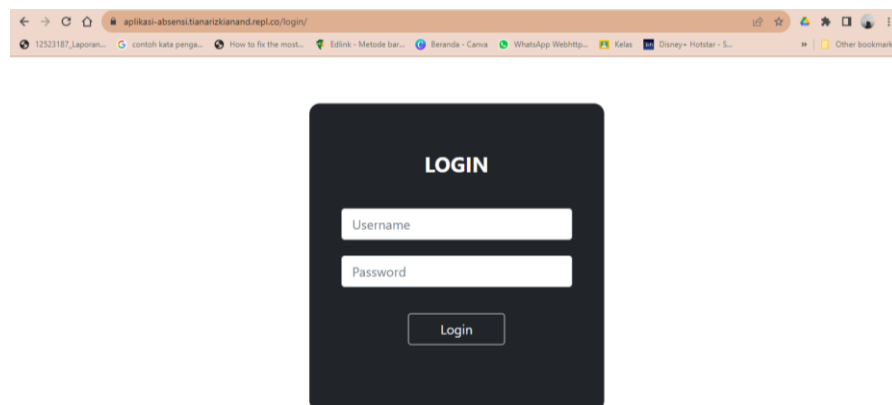 aplikasi-absensi.tianarizkianand.repl.co/login/
12523187_Laporan... contoh kata penga... How to fix the most... Edlink - Metode bar... Beranda - Canva WhatsApp Webhttp... Kelas Disney+ Hotstar - S... » Other bookmark
LOGIN
Username
Password
Login